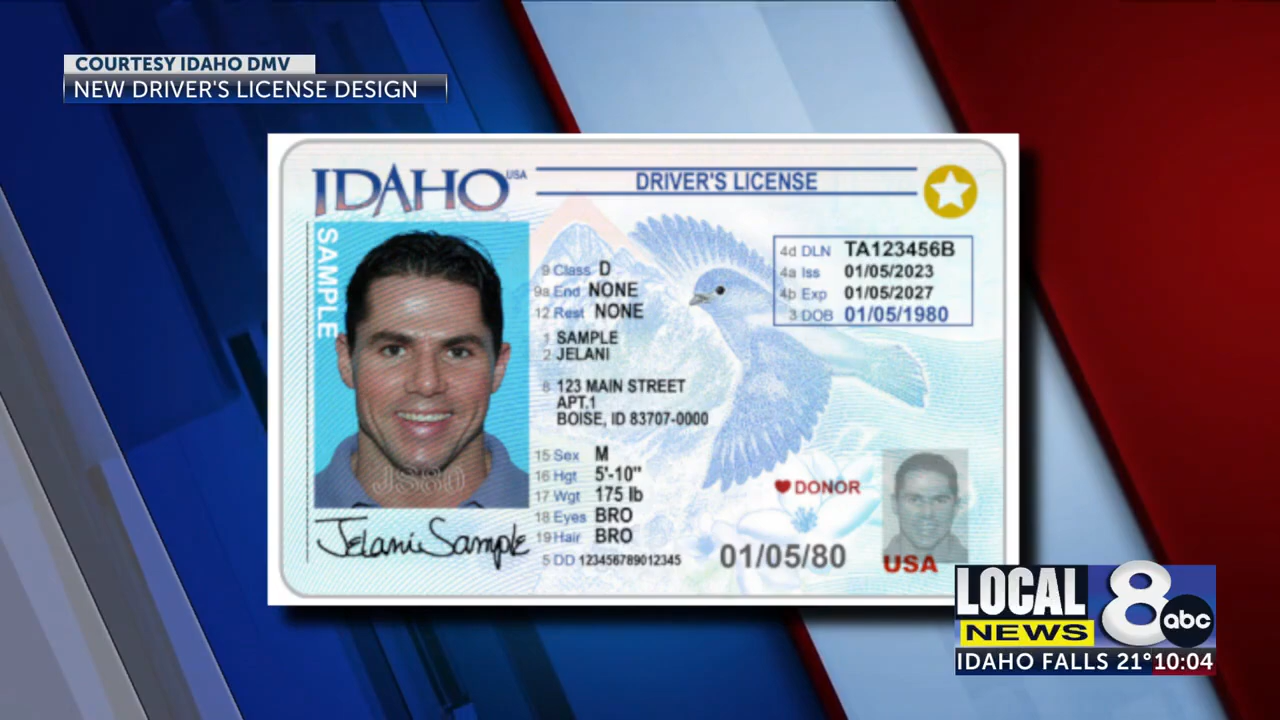 COURTESY IDAHO DMV
NEW DRIVER'S LICENSE DESIGN
IDAHO USA
DRIVER'S LICENSE
SAMPLE
4d DLN TA123456B
4a Iss 01/05/2023
4b Exp 01/05/2027
3 DOB 01/05/1980
9 Class D
9a End NONE
12 Rest NONE
1 SAMPLE
2 JELANI
8 123 MAIN STREET
APT.1
BOISE, ID 83707-0000
15 Sex M
16 Hgt 5'-10"
17 Wgt 175 lb
18 Eyes BRO
19 Hair BRO
5 DD 123456789012345
JS80
Jelani Sample
DONOR
01/05/80
USA
LOCAL
NEWS
8
abc
IDAHO FALLS 21° 10:04